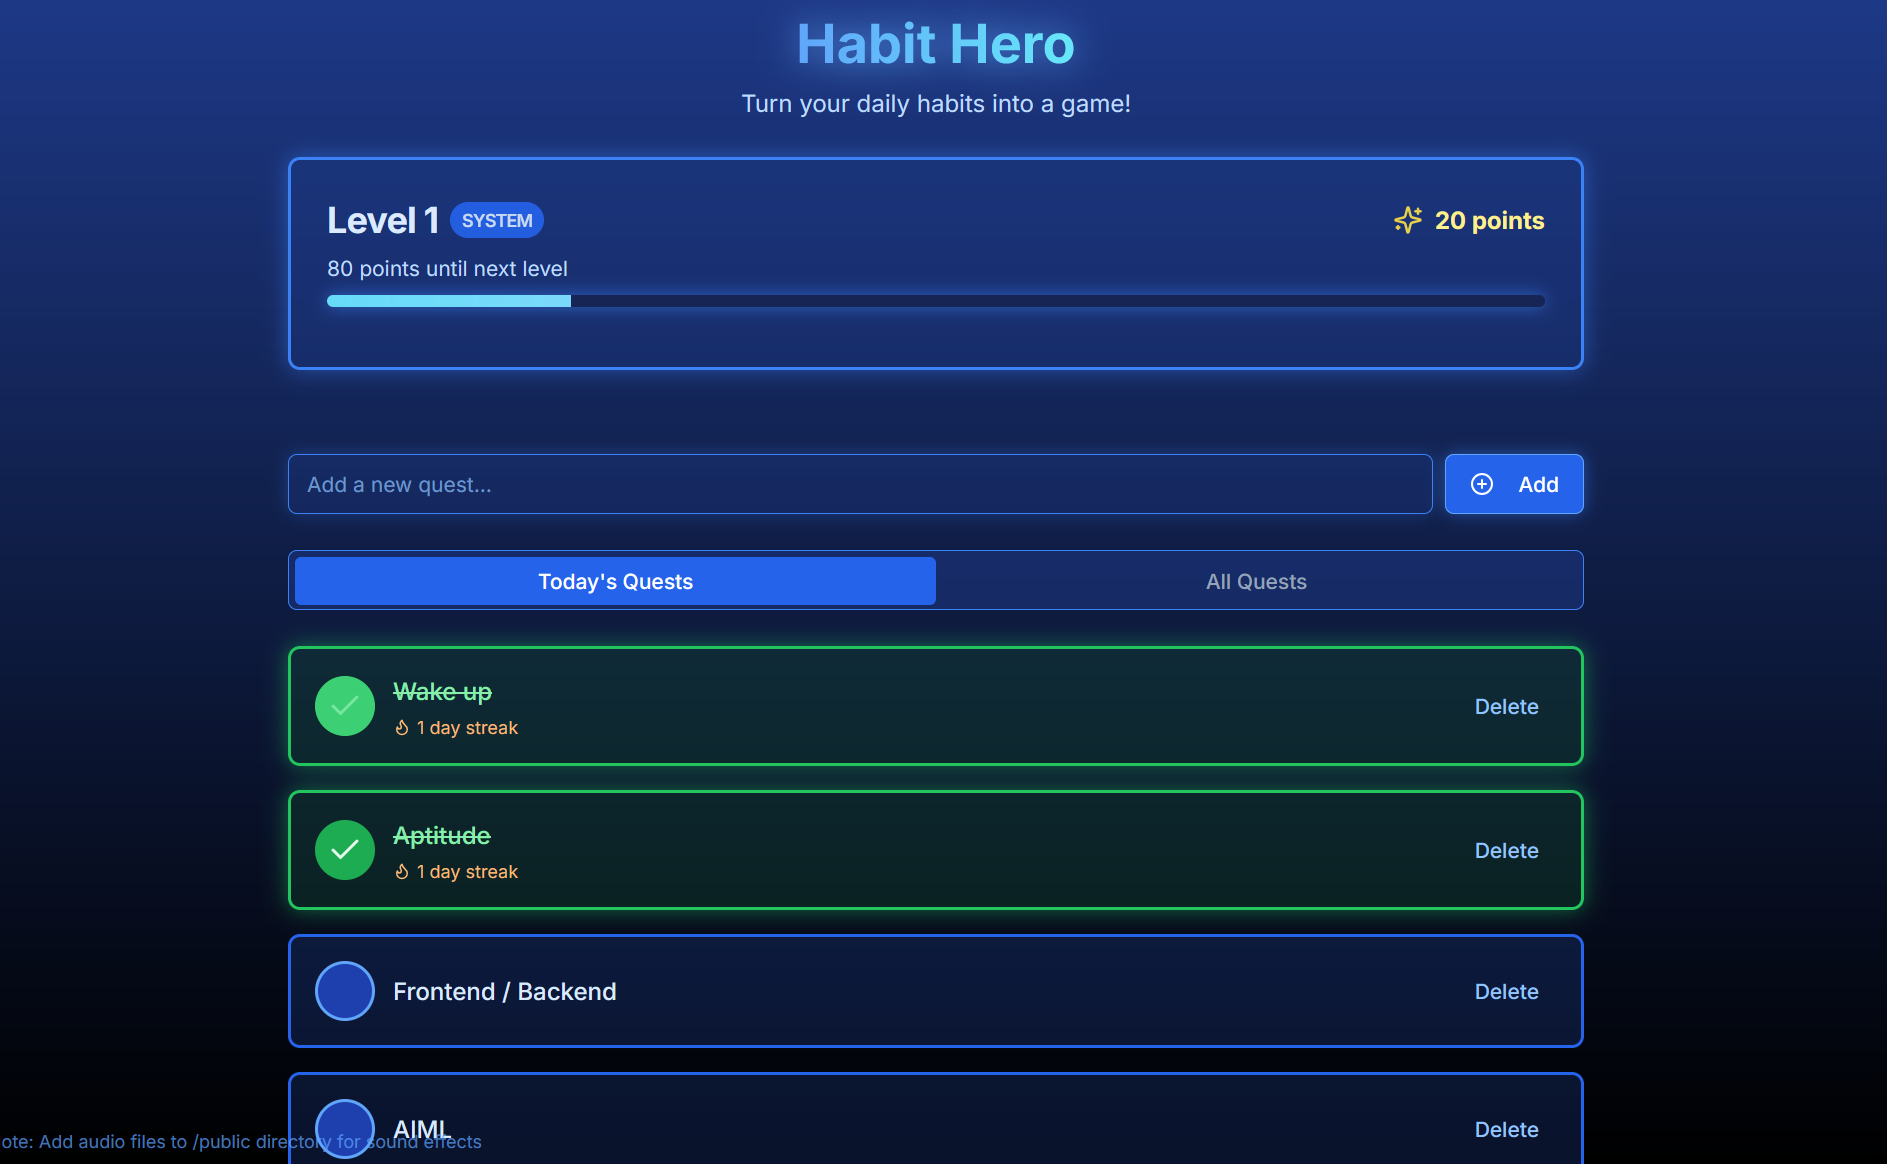 Habit Hero
Turn your daily habits into a game!
Level 1 SYSTEM
20 points
80 points until next level
Add a new quest...
Add
Today's Quests
All Quests
Wake up
1 day streak
Delete
Aptitude
1 day streak
Delete
Frontend / Backend
Delete
AIML
Delete
ote: Add audio files to /public directory for sound effects